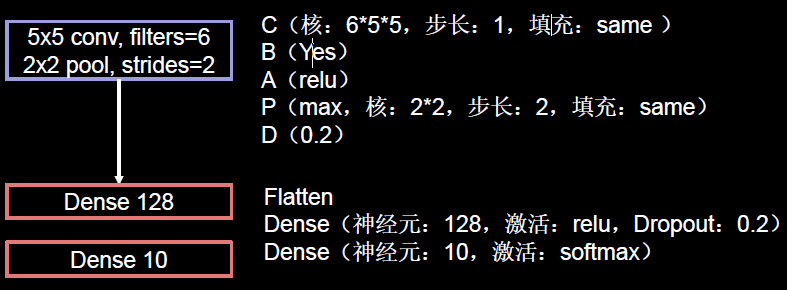 5x5 conv, filters=6
2x2 pool, strides=2
C（核：6*5*5，步长：1，填充：same ）
B（Yes）
A（relu）
P（max，核：2*2，步长：2，填充：same）
D（0.2）
Dense 128
Dense 10
Flatten
Dense（神经元：128，激活：relu，Dropout：0.2）
Dense（神经元：10，激活：softmax）